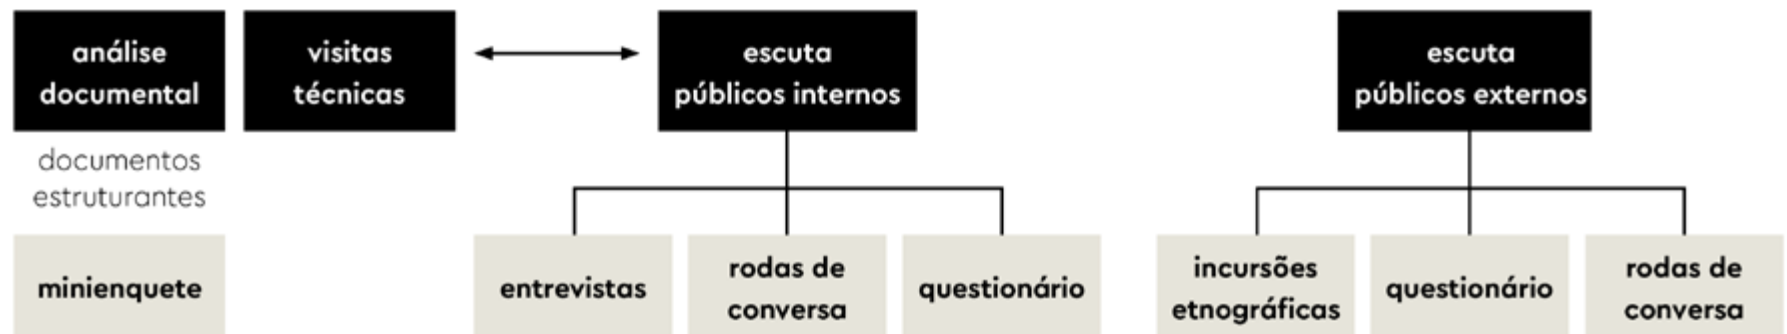 análise
documental
visitas
técnicas
escuta
públicos internos
escuta
públicos externos
documentos
estruturantes
minienquete
entrevistas
rodas de
conversa
questionário
incursões
etnográficas
questionário
rodas de
conversa